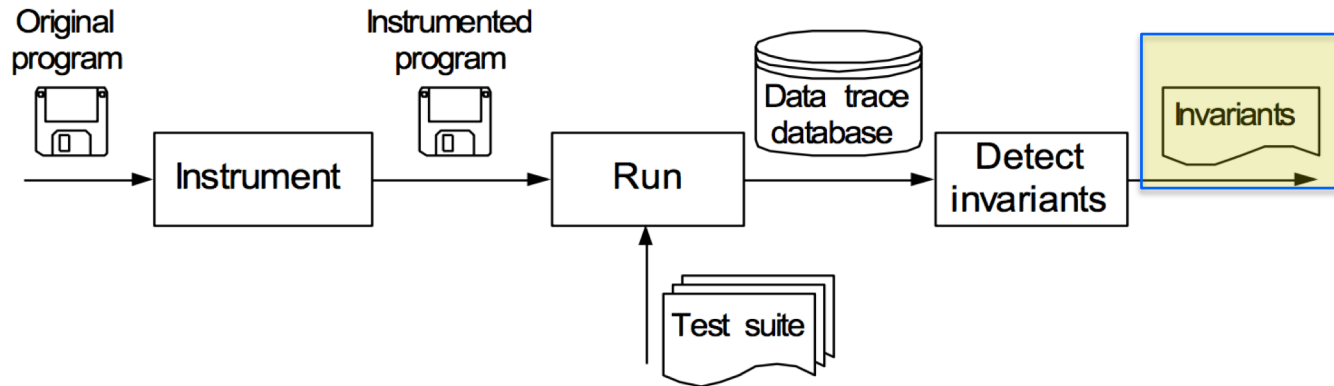 Original
program
Instrumented
program
Data trace
database
Invariants
Instrument
Run
Detect
invariants
Test suite